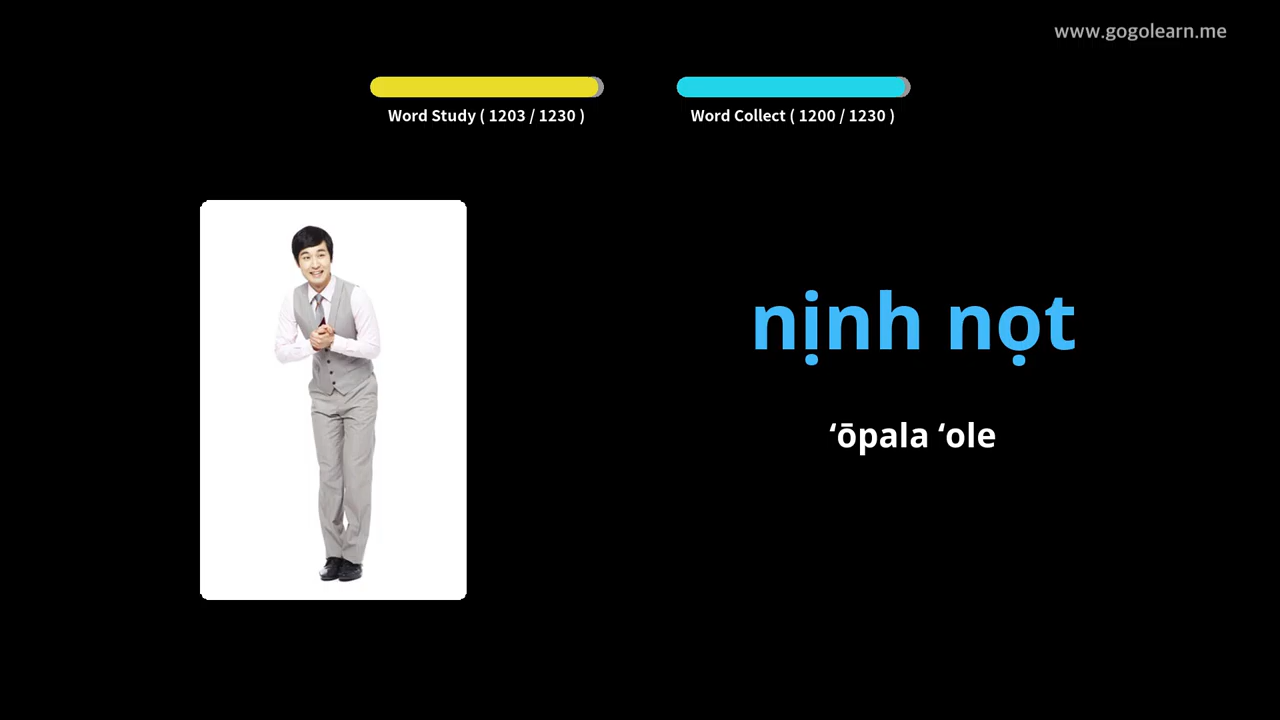 www.gogolearn.me
Word Study ( 1203 / 1230 )
Word Collect ( 1200 / 1230 )
nịnh nọt
ʻōpala ʻole